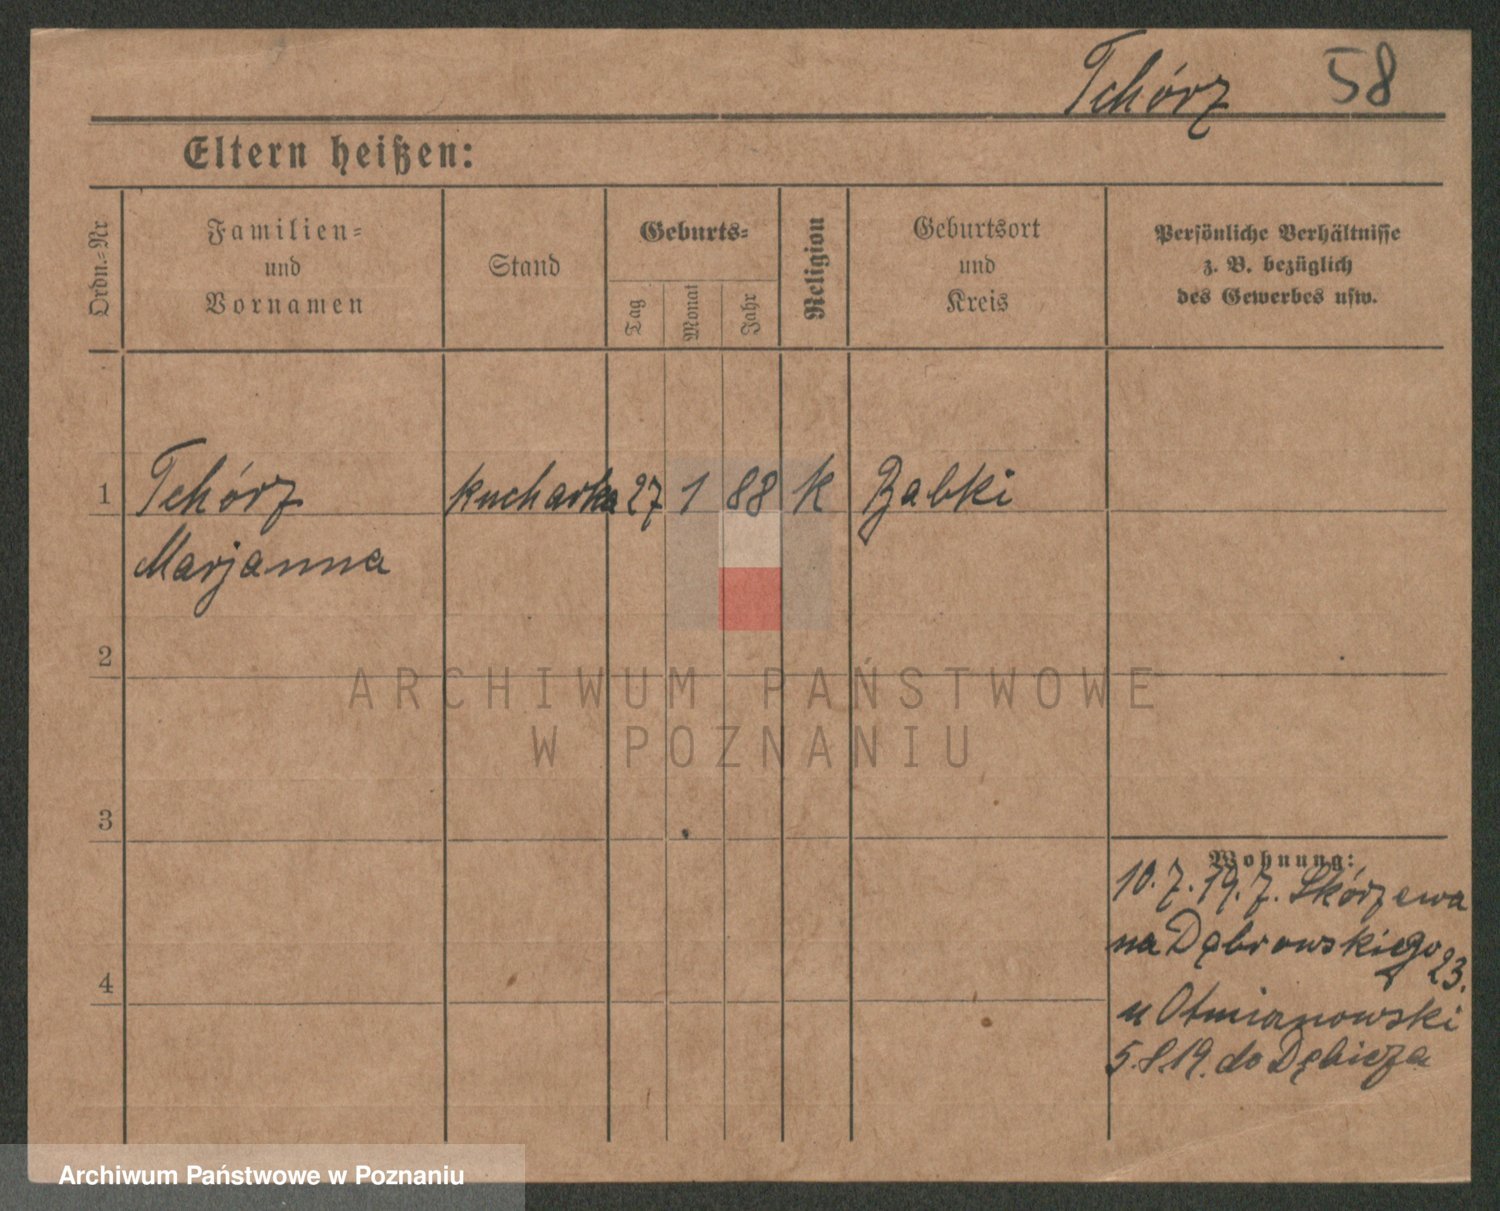 Tchórz 58
Eltern heißen:
Ordn.-Nr
Familien-
und
Vornamen
Stand
Geburts-
Tag
Monat
Jahr
Religion
Geburtsort
und
Kreis
Persönliche Verhältnisse
z. B. bezüglich
des Gewerbes usw.
1 Tchórz kucharka 27 1 88 k Babki
Marjanna
2
ARCHIWUM PAŃSTWOWE
W POZNANIU
3
Wohnung:
10.7.19. z. Skórzewa
na Dąbrowskiego 23.
u Otmianowski
5.8.19. do Dębicza
4
Archiwum Państwowe w Poznaniu